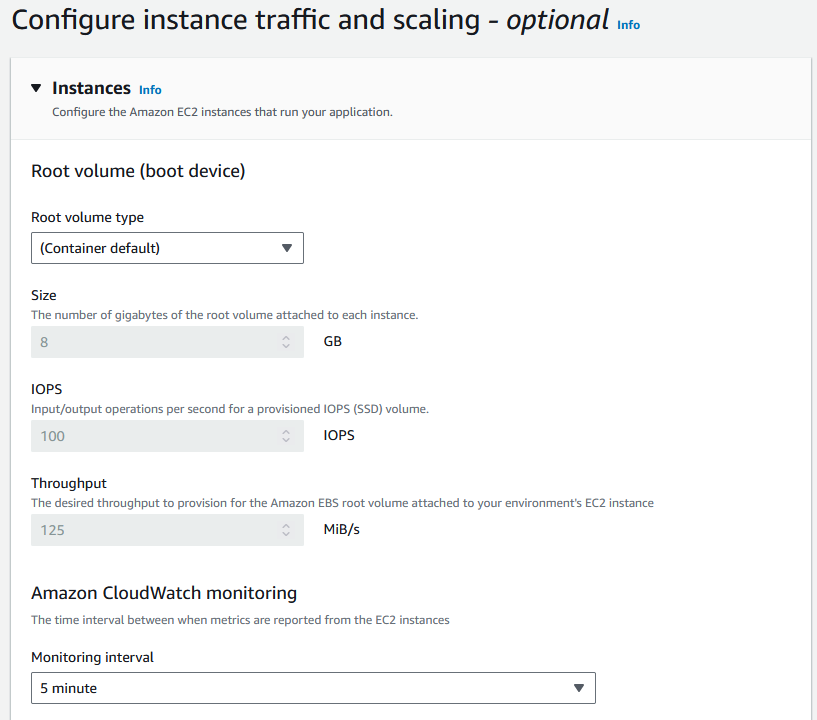 Configure instance traffic and scaling - optional Info
Instances Info
Configure the Amazon EC2 instances that run your application.
Root volume (boot device)
Root volume type
(Container default)
Size
The number of gigabytes of the root volume attached to each instance.
8 GB
IOPS
Input/output operations per second for a provisioned IOPS (SSD) volume.
100 IOPS
Throughput
The desired throughput to provision for the Amazon EBS root volume attached to your environment's EC2 instance
125 MiB/s
Amazon CloudWatch monitoring
The time interval between when metrics are reported from the EC2 instances
Monitoring interval
5 minute